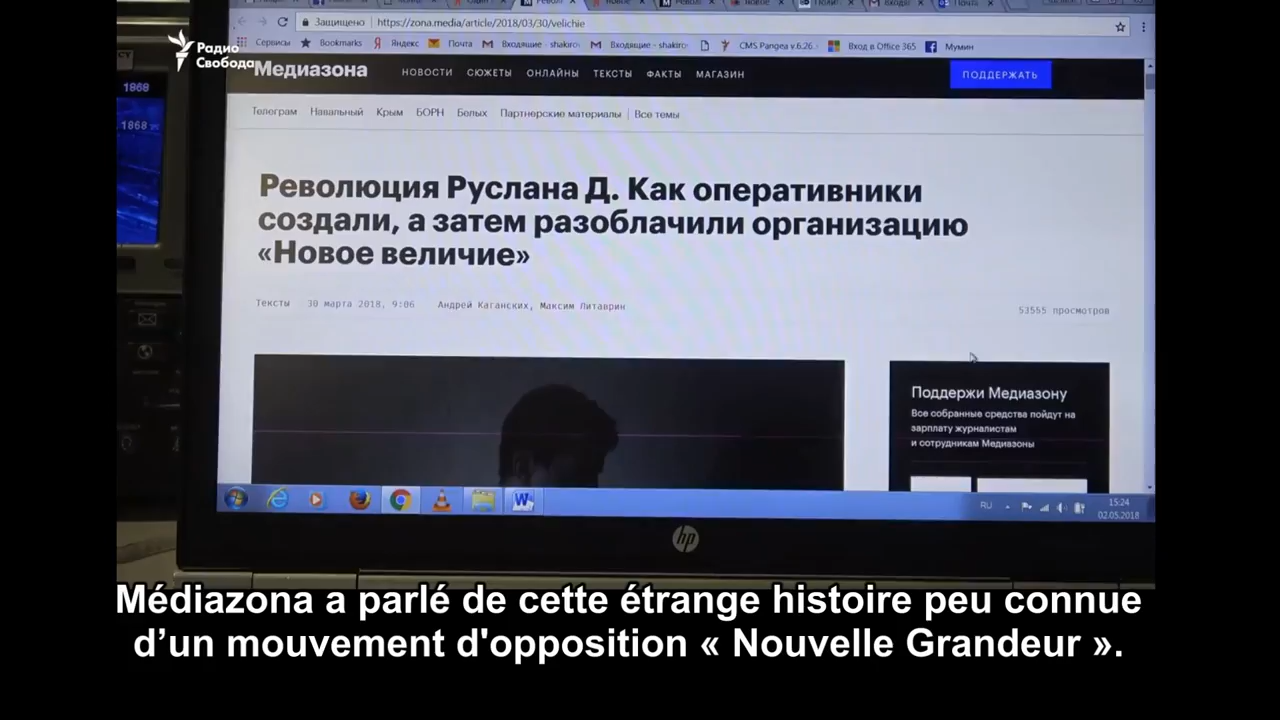 Защищено
https://zona.media/article/2018/03/30/velichie
Сервисы Bookmarks Яндекс Почта Входящие - shakiro Входящие - shakiro CMS Pangea v.6.26. Вход в Office 365 Мумин
Радио
Свобода
Медиазона НОВОСТИ СЮЖЕТЫ ОНЛАЙНЫ ТЕКСТЫ ФАКТЫ МАГАЗИН ПОДДЕРЖАТЬ
1868
1868
Телеграм Навальный Крым БОРН Белых Партнерские материалы | Все темы
Революция Руслана Д. Как оперативники
создали, а затем разоблачили организацию
«Новое величие»
Тексты 30 марта 2018, 9:06 Андрей Каганских, Максим Литаврин
53555 просмотров
Поддержи Медиазону
Все собранные средства пойдут на
зарплату журналистам
и сотрудникам Медиазоны
RU 15:24
02.05.2018
hp
Médiazona a parlé de cette étrange histoire peu connue
d’un mouvement d'opposition « Nouvelle Grandeur ».